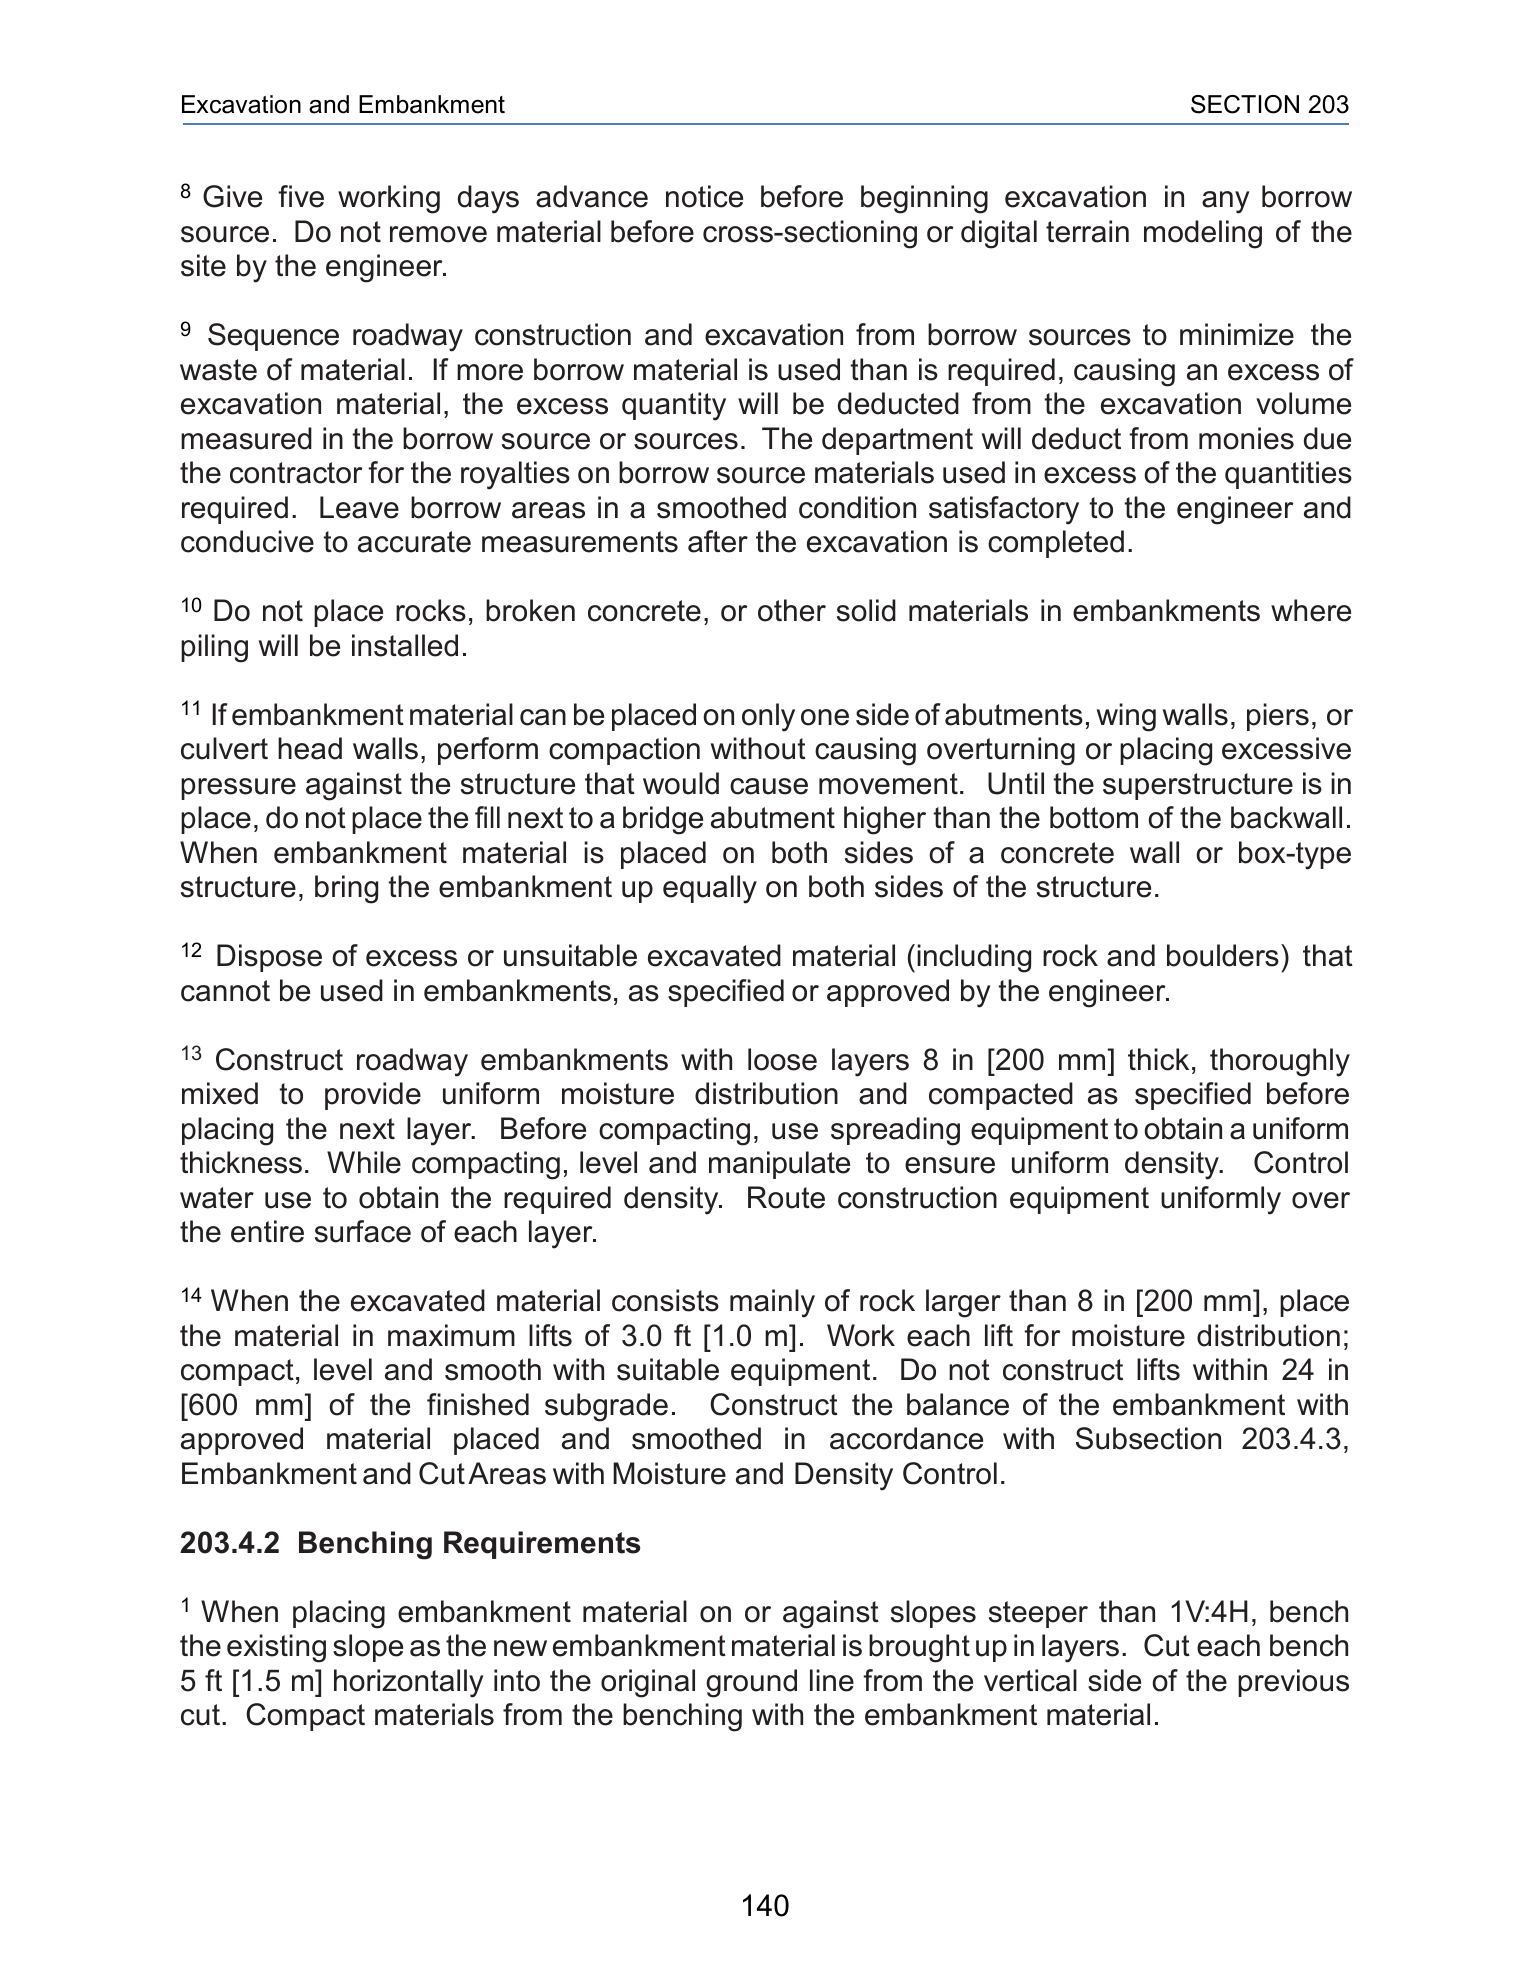 Excavation and Embankment SECTION 203
8 Give five working days advance notice before beginning excavation in any borrow
source. Do not remove material before cross-sectioning or digital terrain modeling of the
site by the engineer.
9 Sequence roadway construction and excavation from borrow sources to minimize the
waste of material. If more borrow material is used than is required, causing an excess of
excavation material, the excess quantity will be deducted from the excavation volume
measured in the borrow source or sources. The department will deduct from monies due
the contractor for the royalties on borrow source materials used in excess of the quantities
required. Leave borrow areas in a smoothed condition satisfactory to the engineer and
conducive to accurate measurements after the excavation is completed.
10 Do not place rocks, broken concrete, or other solid materials in embankments where
piling will be installed.
11 If embankment material can be placed on only one side of abutments, wing walls, piers, or
culvert head walls, perform compaction without causing overturning or placing excessive
pressure against the structure that would cause movement. Until the superstructure is in
place, do not place the fill next to a bridge abutment higher than the bottom of the backwall.
When embankment material is placed on both sides of a concrete wall or box-type
structure, bring the embankment up equally on both sides of the structure.
12 Dispose of excess or unsuitable excavated material (including rock and boulders) that
cannot be used in embankments, as specified or approved by the engineer.
13 Construct roadway embankments with loose layers 8 in [200 mm] thick, thoroughly
mixed to provide uniform moisture distribution and compacted as specified before
placing the next layer. Before compacting, use spreading equipment to obtain a uniform
thickness. While compacting, level and manipulate to ensure uniform density. Control
water use to obtain the required density. Route construction equipment uniformly over
the entire surface of each layer.
14 When the excavated material consists mainly of rock larger than 8 in [200 mm], place
the material in maximum lifts of 3.0 ft [1.0 m]. Work each lift for moisture distribution;
compact, level and smooth with suitable equipment. Do not construct lifts within 24 in
[600 mm] of the finished subgrade. Construct the balance of the embankment with
approved material placed and smoothed in accordance with Subsection 203.4.3,
Embankment and Cut Areas with Moisture and Density Control.
203.4.2 Benching Requirements
1 When placing embankment material on or against slopes steeper than 1V:4H, bench
the existing slope as the new embankment material is brought up in layers. Cut each bench
5 ft [1.5 m] horizontally into the original ground line from the vertical side of the previous
cut. Compact materials from the benching with the embankment material.
140